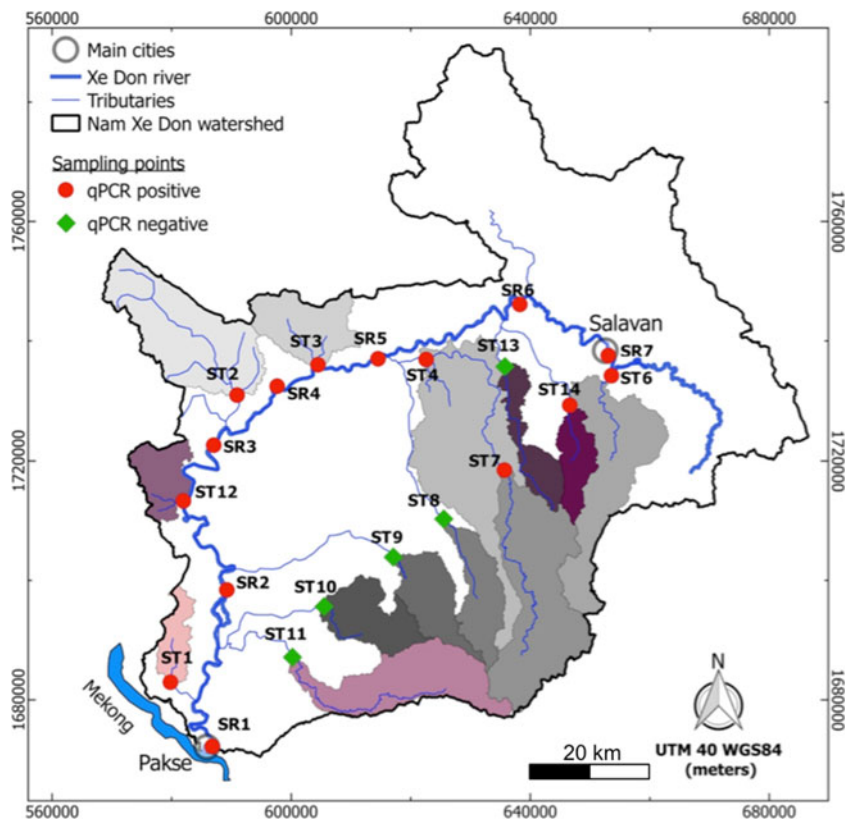 560000 600000 640000 680000
Main cities
Xe Don river
Tributaries
Nam Xe Don watershed
Sampling points
qPCR positive
qPCR negative
1760000
1760000
SR6
Salavan
ST3
SR5
ST13
SR7
ST2
SR4
ST4
ST14
ST6
SR3
1720000
1720000
ST7
ST12
ST8
ST9
SR2
ST10
ST11
ST1
1680000
1680000
Mekong
SR1
N
Pakse
20 km
UTM 40 WGS84
(meters)
560000 600000 640000 680000